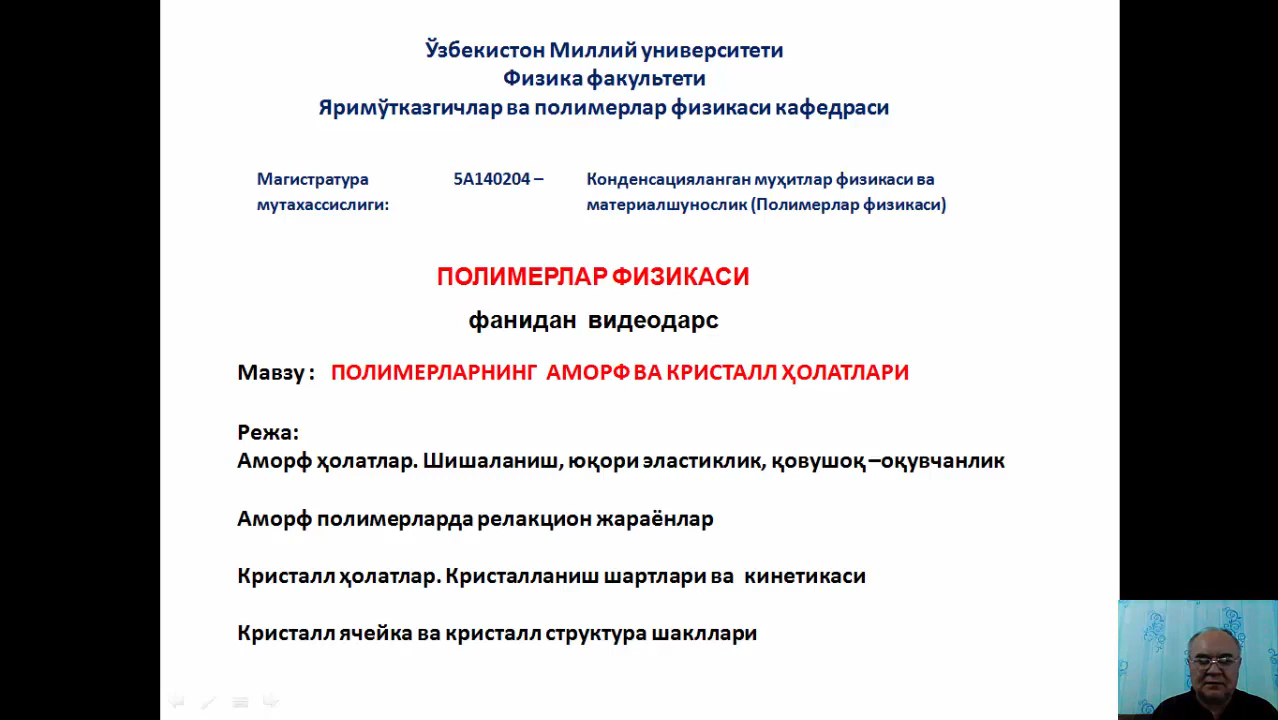 Ўзбекистон Миллий университети
Физика факультети
Яримўтказгичлар ва полимерлар физикаси кафедраси
Магистратура 5А140204 – Конденсацияланган муҳитлар физикаси ва
мутахассислиги: материалшунослик (Полимерлар физикаси)
ПОЛИМЕРЛАР ФИЗИКАСИ
фанидан видеодарс
Мавзу : ПОЛИМЕРЛАРНИНГ АМОРФ ВА КРИСТАЛЛ ҲОЛАТЛАРИ
Режа:
Аморф ҳолатлар. Шишаланиш, юқори эластиклик, қовушоқ –оқувчанлик
Аморф полимерларда релакцион жараёнлар
Кристалл ҳолатлар. Кристалланиш шартлари ва кинетикаси
Кристалл ячейка ва кристалл структура шакллари